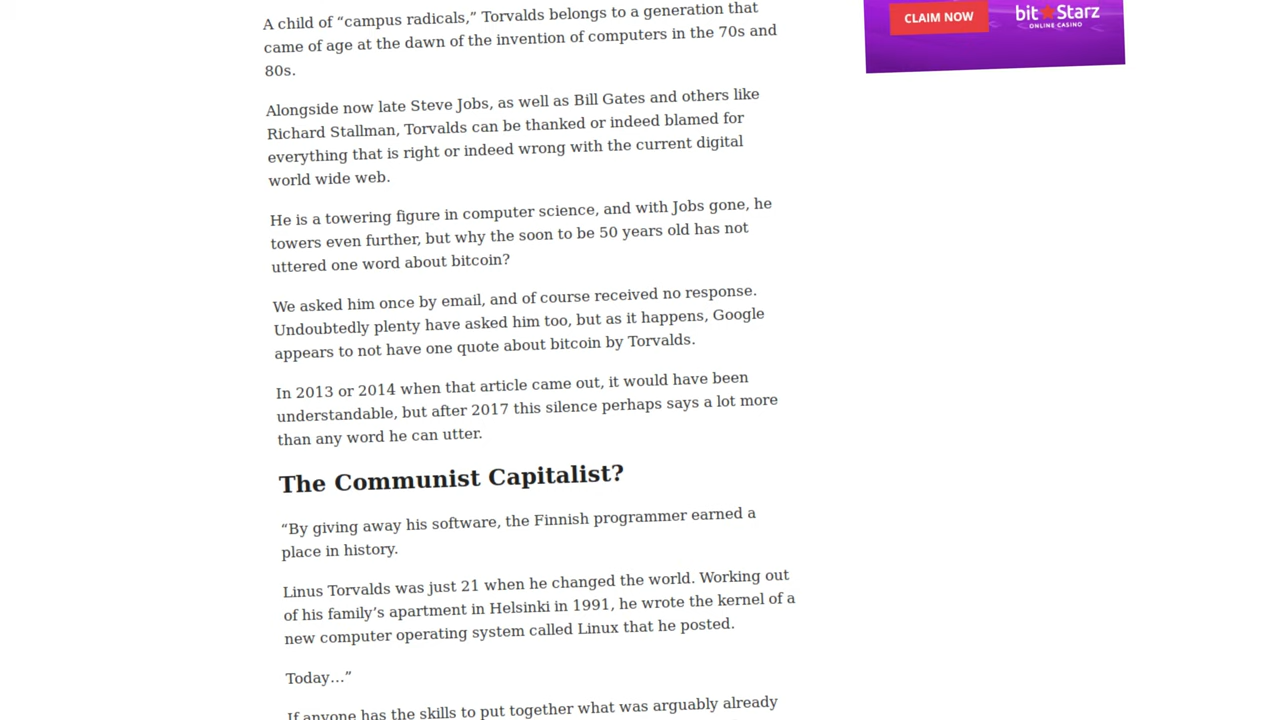 A child of “campus radicals,” Torvalds belongs to a generation that
came of age at the dawn of the invention of computers in the 70s and
80s.
Alongside now late Steve Jobs, as well as Bill Gates and others like
Richard Stallman, Torvalds can be thanked or indeed blamed for
everything that is right or indeed wrong with the current digital
world wide web.
He is a towering figure in computer science, and with Jobs gone, he
towers even further, but why the soon to be 50 years old has not
uttered one word about bitcoin?
We asked him once by email, and of course received no response.
Undoubtedly plenty have asked him too, but as it happens, Google
appears to not have one quote about bitcoin by Torvalds.
In 2013 or 2014 when that article came out, it would have been
understandable, but after 2017 this silence perhaps says a lot more
than any word he can utter.
The Communist Capitalist?
“By giving away his software, the Finnish programmer earned a
place in history.
Linus Torvalds was just 21 when he changed the world. Working out
of his family’s apartment in Helsinki in 1991, he wrote the kernel of a
new computer operating system called Linux that he posted.
Today…”
If anyone has the skills to put together what was arguably already
CLAIM NOW
bit Starz
ONLINE CASINO